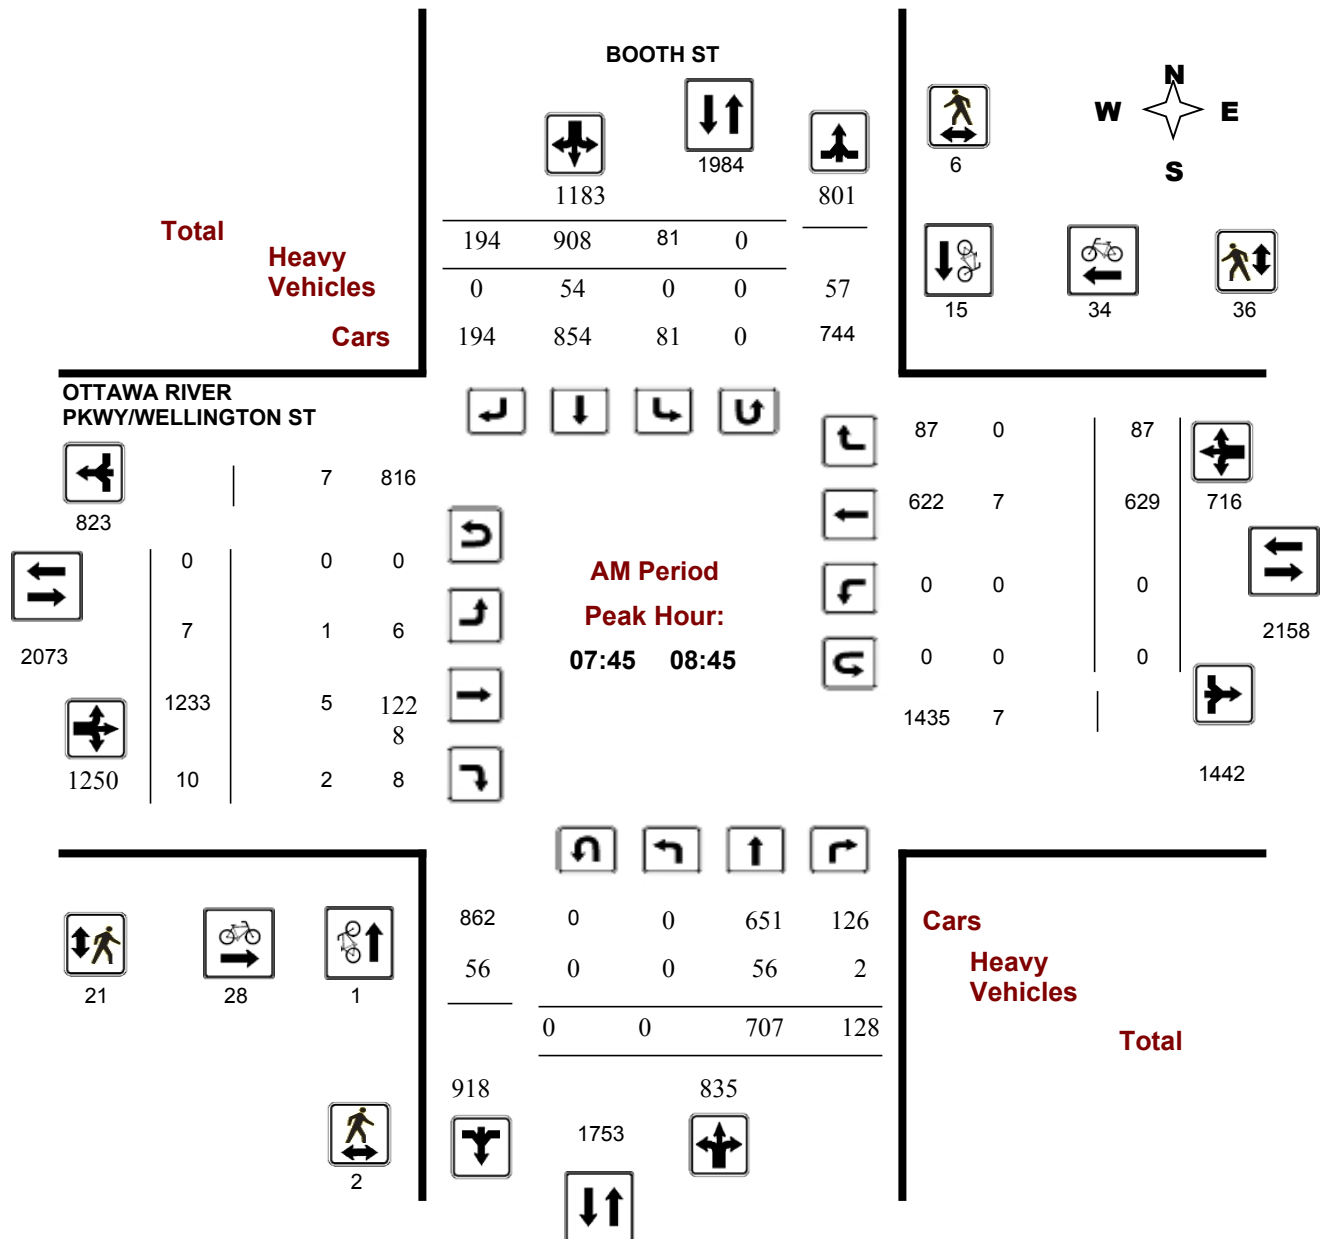 BOOTH ST
N
W E
S
1984
6
1183 801
Total
194 908 81 0
Heavy
Vehicles
0 54 0 0 57
15 34 36
Cars
194 854 81 0 744
OTTAWA RIVER
PKWY/WELLINGTON ST
87 0 87
7 816
622 7 629 716
823
0 0 0
AM Period
0 0 0
Peak Hour:
7 1 6
2158
2073
07:45 08:45
0 0 0
1233 5 122
8
1435 7
1250 10 2 8
1442
862 0 0 651 126
Cars
56 0 0 56 2
Heavy
Vehicles
21 28 1
0 0 707 128
Total
918 835
1753
2